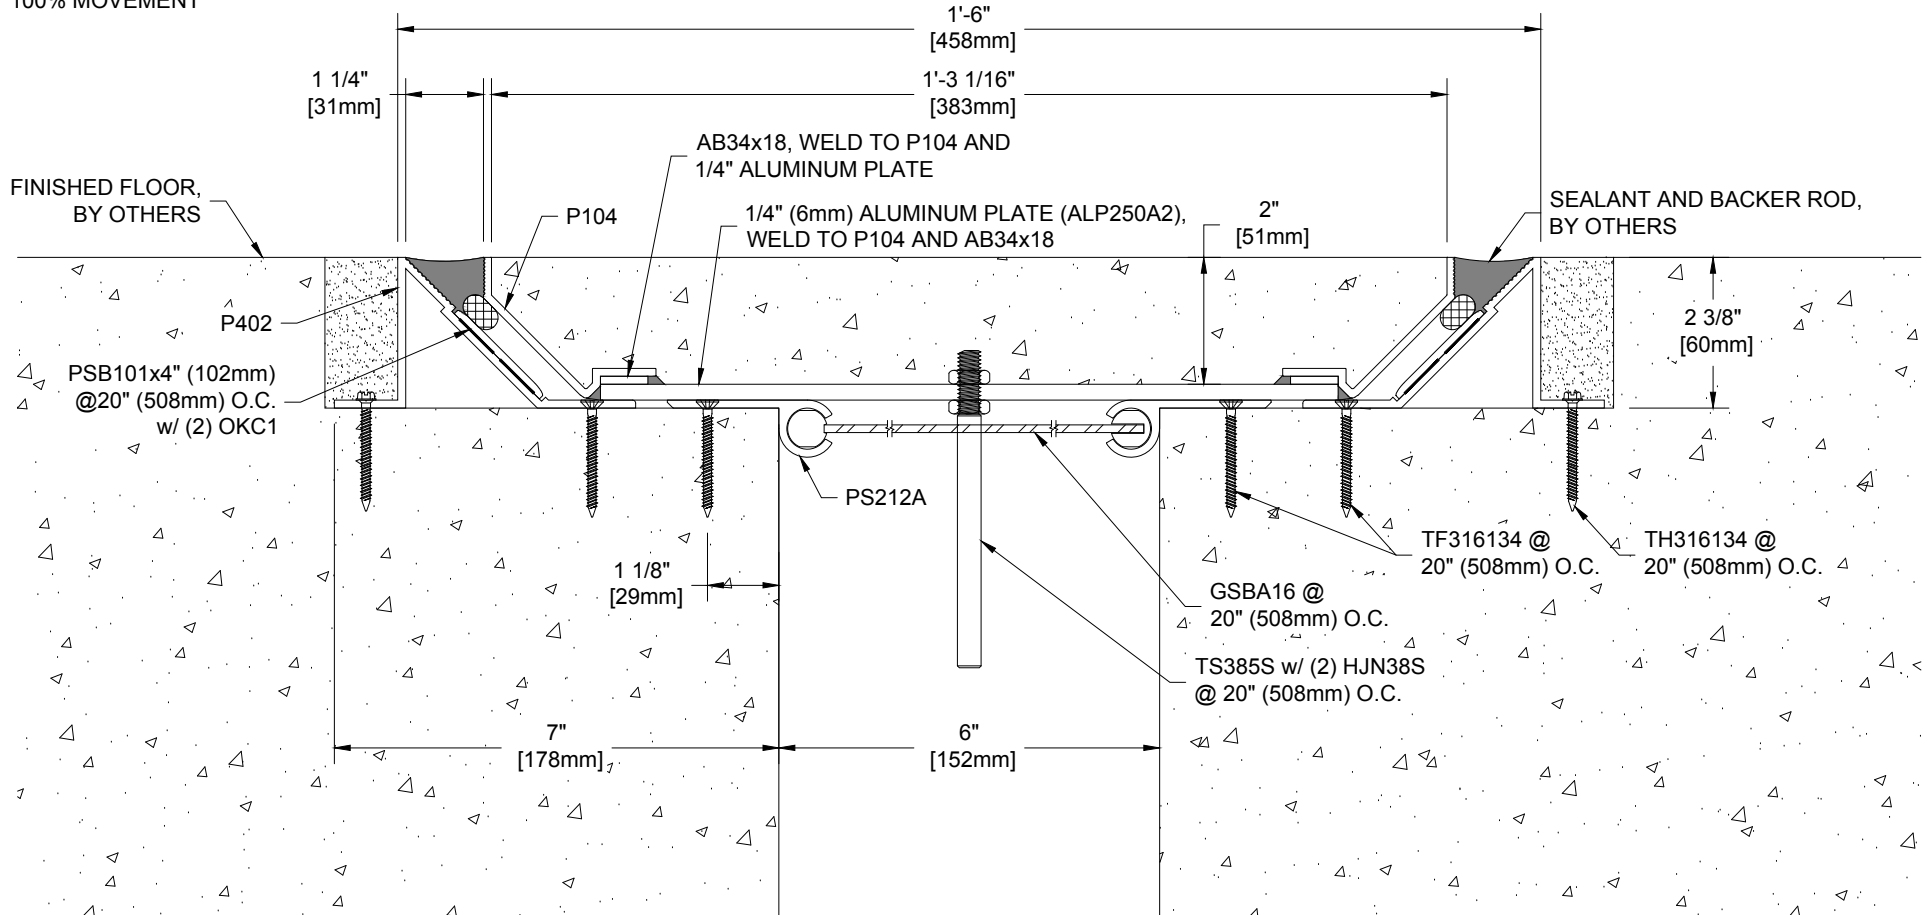 100% MOVEMENT
1'-6"
[458mm]
1 1/4"
[31mm]
1'-3 1/16"
[383mm]
AB34x18, WELD TO P104 AND
1/4" ALUMINUM PLATE
FINISHED FLOOR,
BY OTHERS
P104
1/4" (6mm) ALUMINUM PLATE (ALP250A2),
WELD TO P104 AND AB34x18
2"
[51mm]
SEALANT AND BACKER ROD,
BY OTHERS
P402
2 3/8"
[60mm]
PSB101x4" (102mm)
@20" (508mm) O.C.
w/ (2) OKC1
PS212A
TF316134 @
20" (508mm) O.C.
TH316134 @
20" (508mm) O.C.
1 1/8"
[29mm]
GSBA16 @
20" (508mm) O.C.
TS385S w/ (2) HJN38S
@ 20" (508mm) O.C.
7"
[178mm]
6"
[152mm]